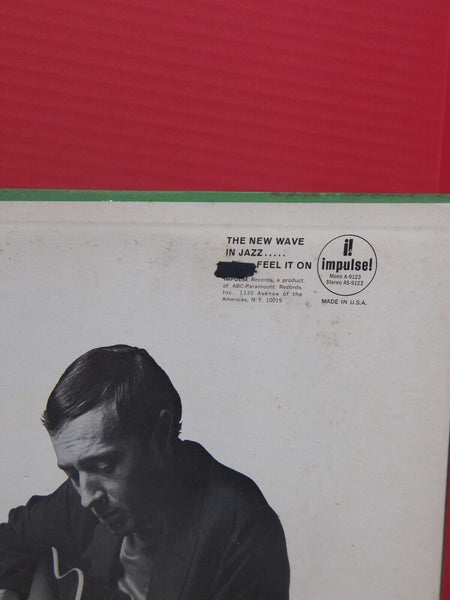 THE NEW WAVE
IN JAZZ.....
FEEL IT ON
IMPULSE Records, a product
of ABC-Paramount Records,
Inc., 1330 Avenue of the
Americas, N.Y. 10019
i!
impulse!
Mono A-9123
Stereo AS-9123
MADE IN U.S.A.